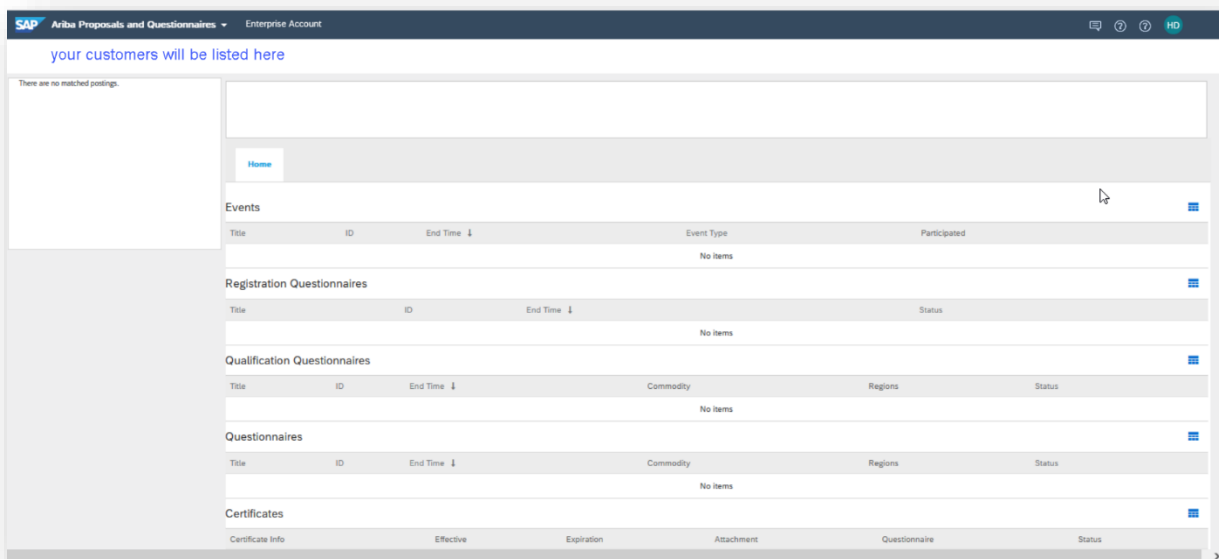 SAP Ariba Proposals and Questionnaires Enterprise Account HD
your customers will be listed here
There are no matched postings.
Home
Events
Title ID End Time ↓ Event Type Participated
No items
Registration Questionnaires
Title ID End Time ↓ Status
No items
Qualification Questionnaires
Title ID End Time ↓ Commodity Regions Status
No items
Questionnaires
Title ID End Time ↓ Commodity Regions Status
No items
Certificates
Certificate Info Effective Expiration Attachment Questionnaire Status